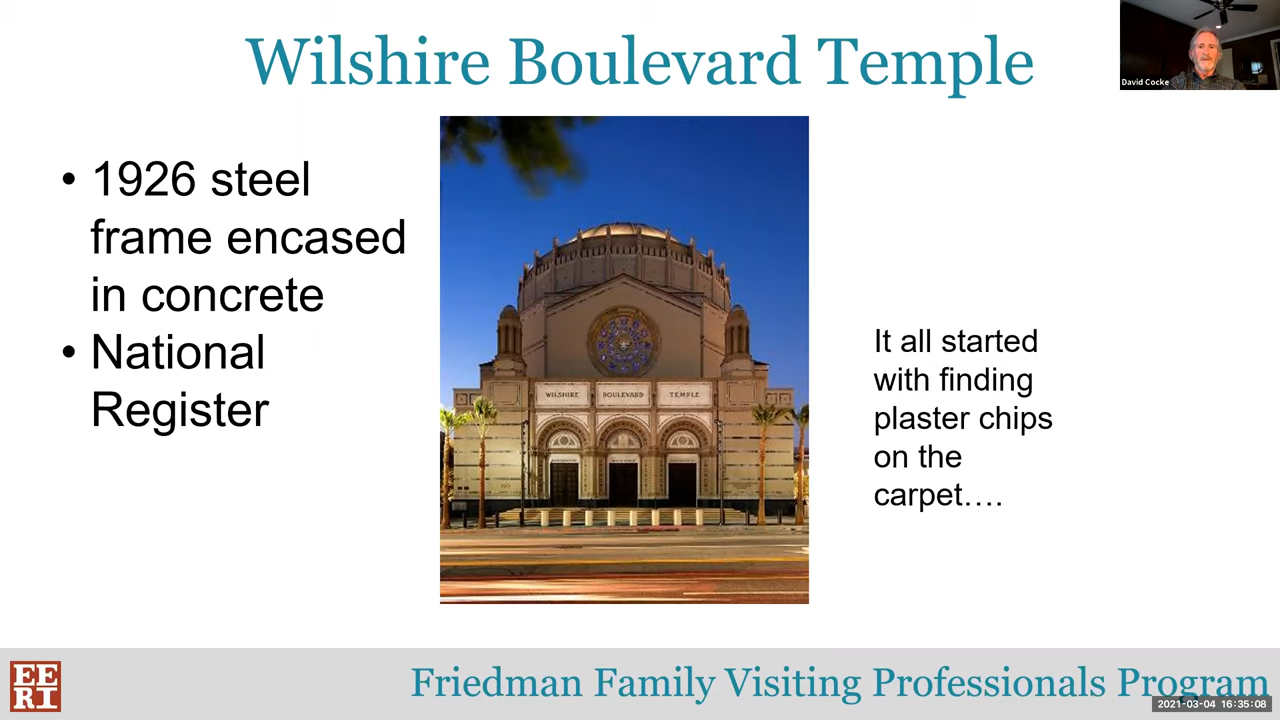 Wilshire Boulevard Temple
David Cocke
• 1926 steel
frame encased
in concrete
• National
Register
WILSHIRE BOULEVARD TEMPLE
It all started
with finding
plaster chips
on the
carpet….
EE
RI
Friedman Family Visiting Professionals Program
2021-03-04 16:35:08